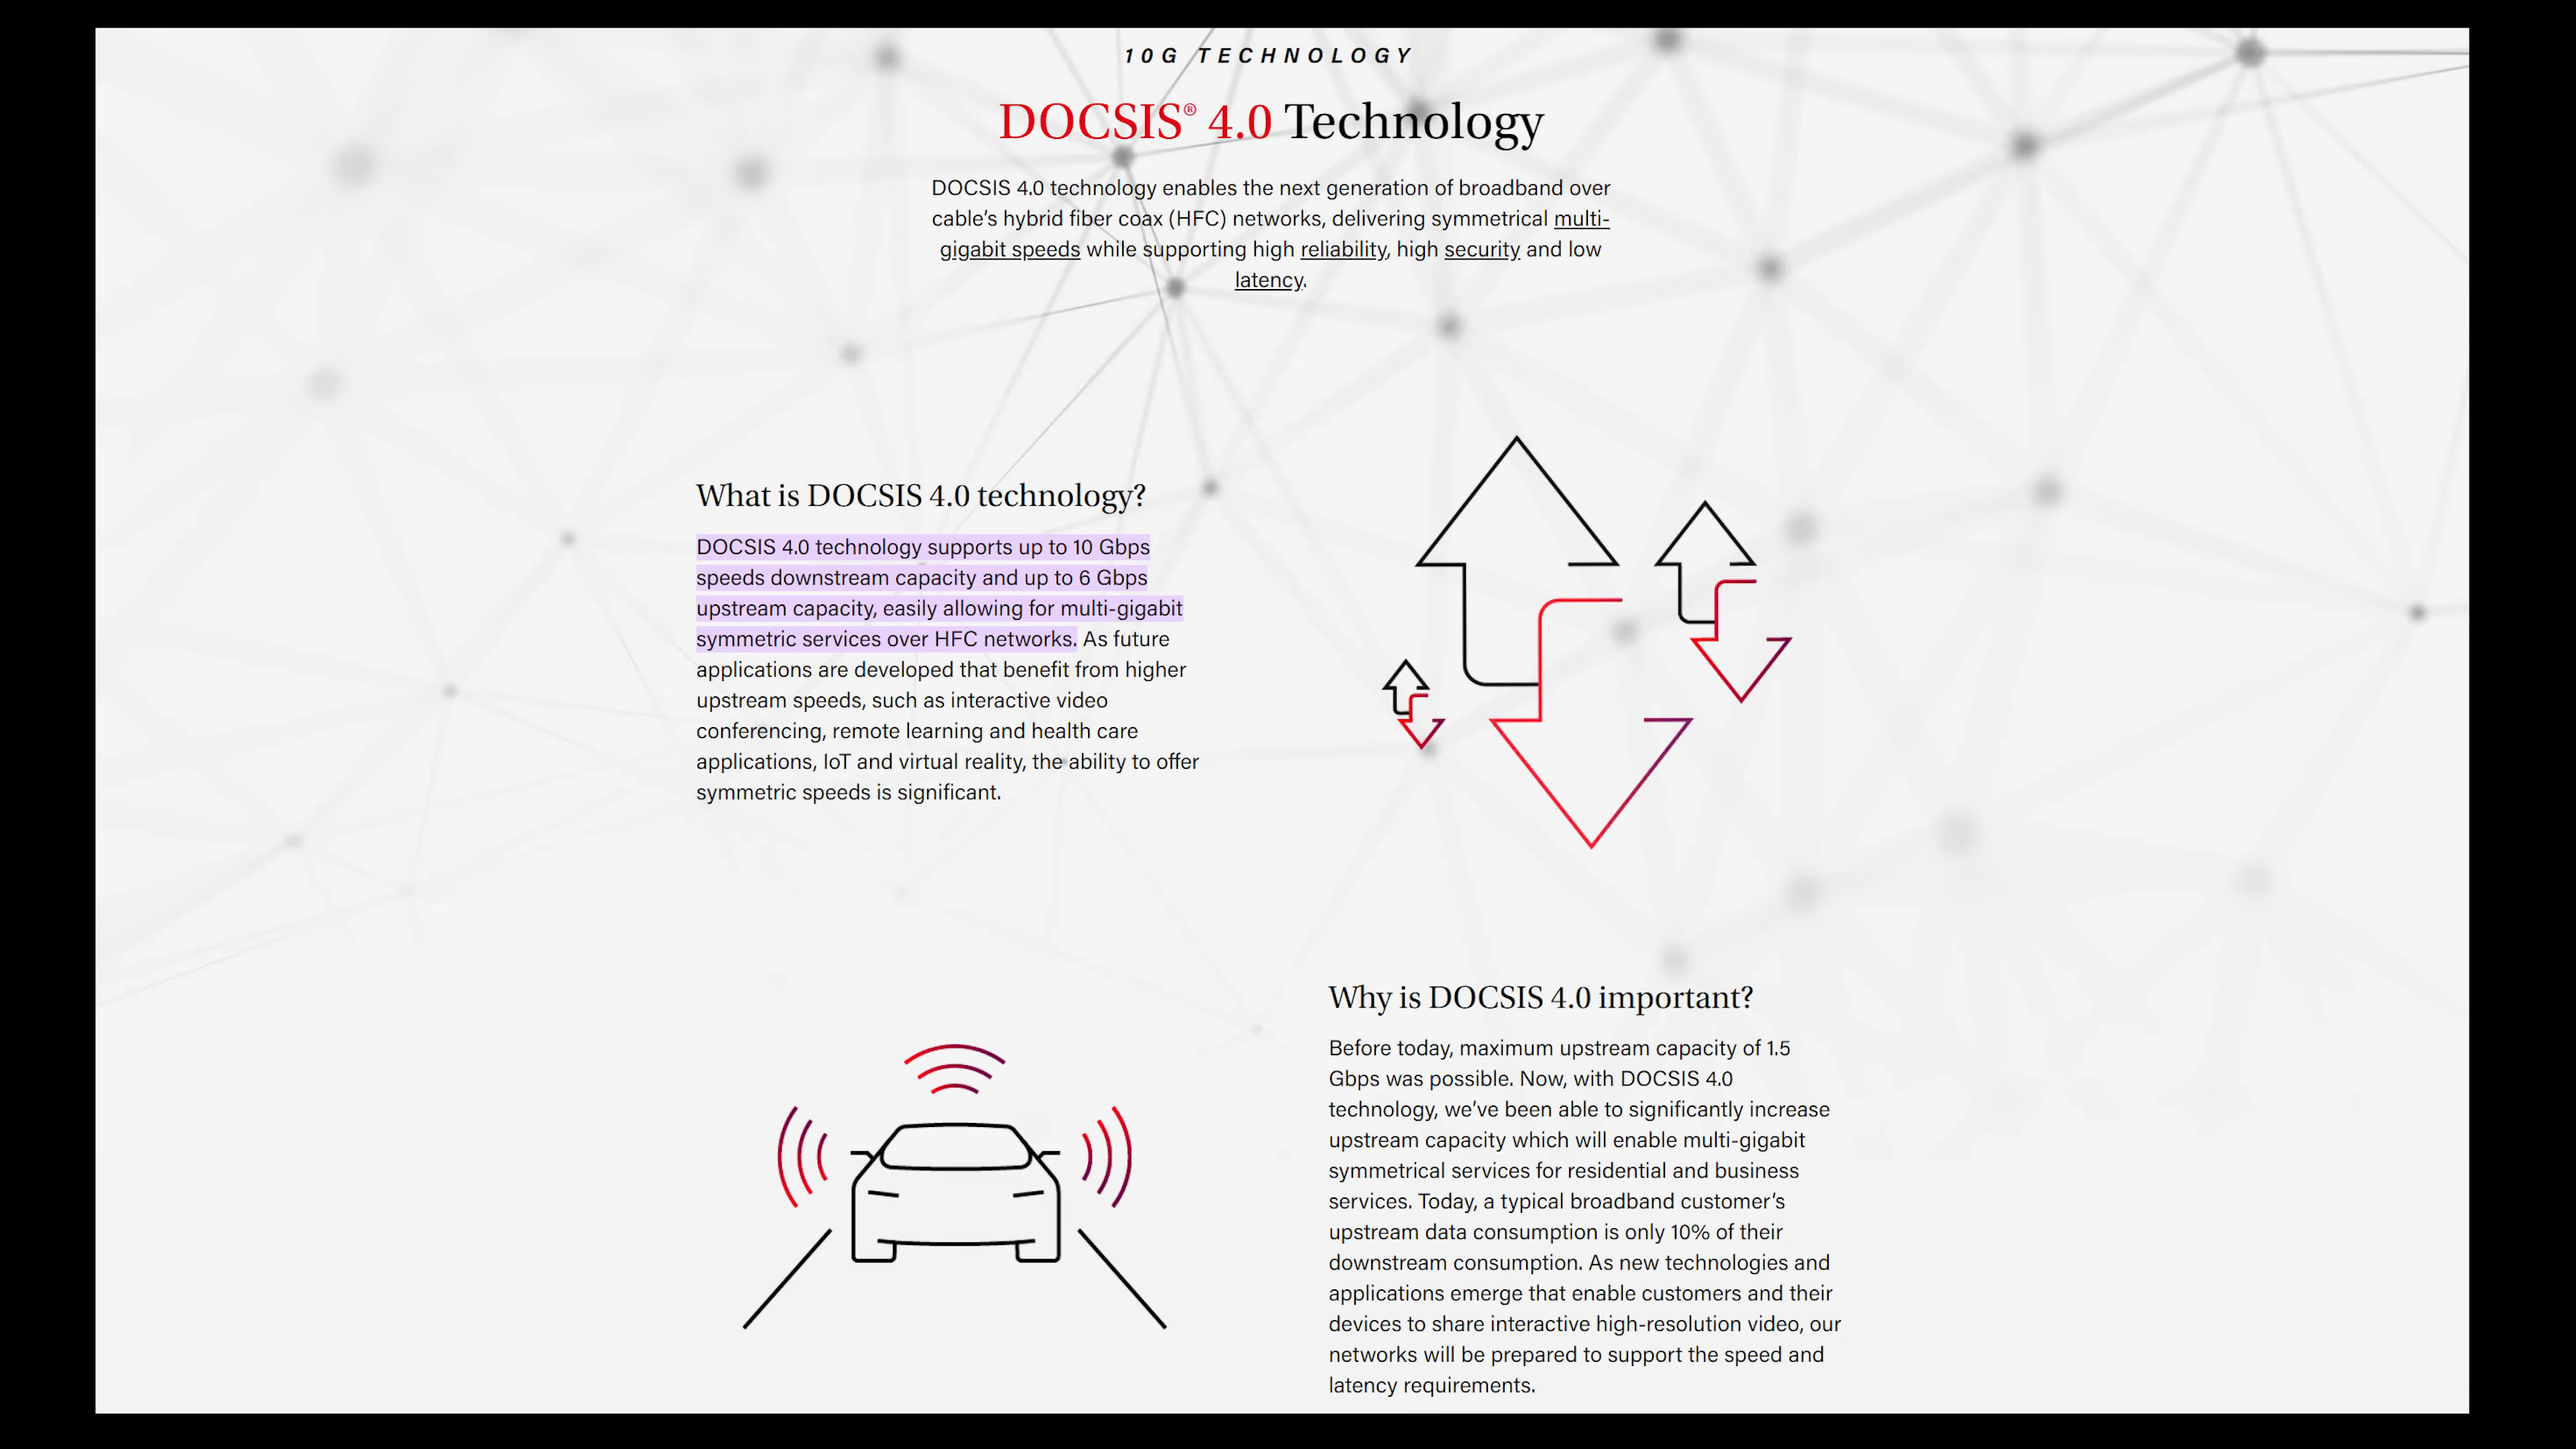 10G TECHNOLOGY
DOCSIS® 4.0 Technology
DOCSIS 4.0 technology enables the next generation of broadband over
cable's hybrid fiber coax (HFC) networks, delivering symmetrical multi-
gigabit speeds while supporting high reliability, high security and low
latency.
What is DOCSIS 4.0 technology?
DOCSIS 4.0 technology supports up to 10 Gbps
speeds downstream capacity and up to 6 Gbps
upstream capacity, easily allowing for multi-gigabit
symmetric services over HFC networks. As future
applications are developed that benefit from higher
upstream speeds, such as interactive video
conferencing, remote learning and health care
applications, IoT and virtual reality, the ability to offer
symmetric speeds is significant.
Why is DOCSIS 4.0 important?
Before today, maximum upstream capacity of 1.5
Gbps was possible. Now, with DOCSIS 4.0
technology, we've been able to significantly increase
upstream capacity which will enable multi-gigabit
symmetrical services for residential and business
services. Today, a typical broadband customer's
upstream data consumption is only 10% of their
downstream consumption. As new technologies and
applications emerge that enable customers and their
devices to share interactive high-resolution video, our
networks will be prepared to support the speed and
latency requirements.